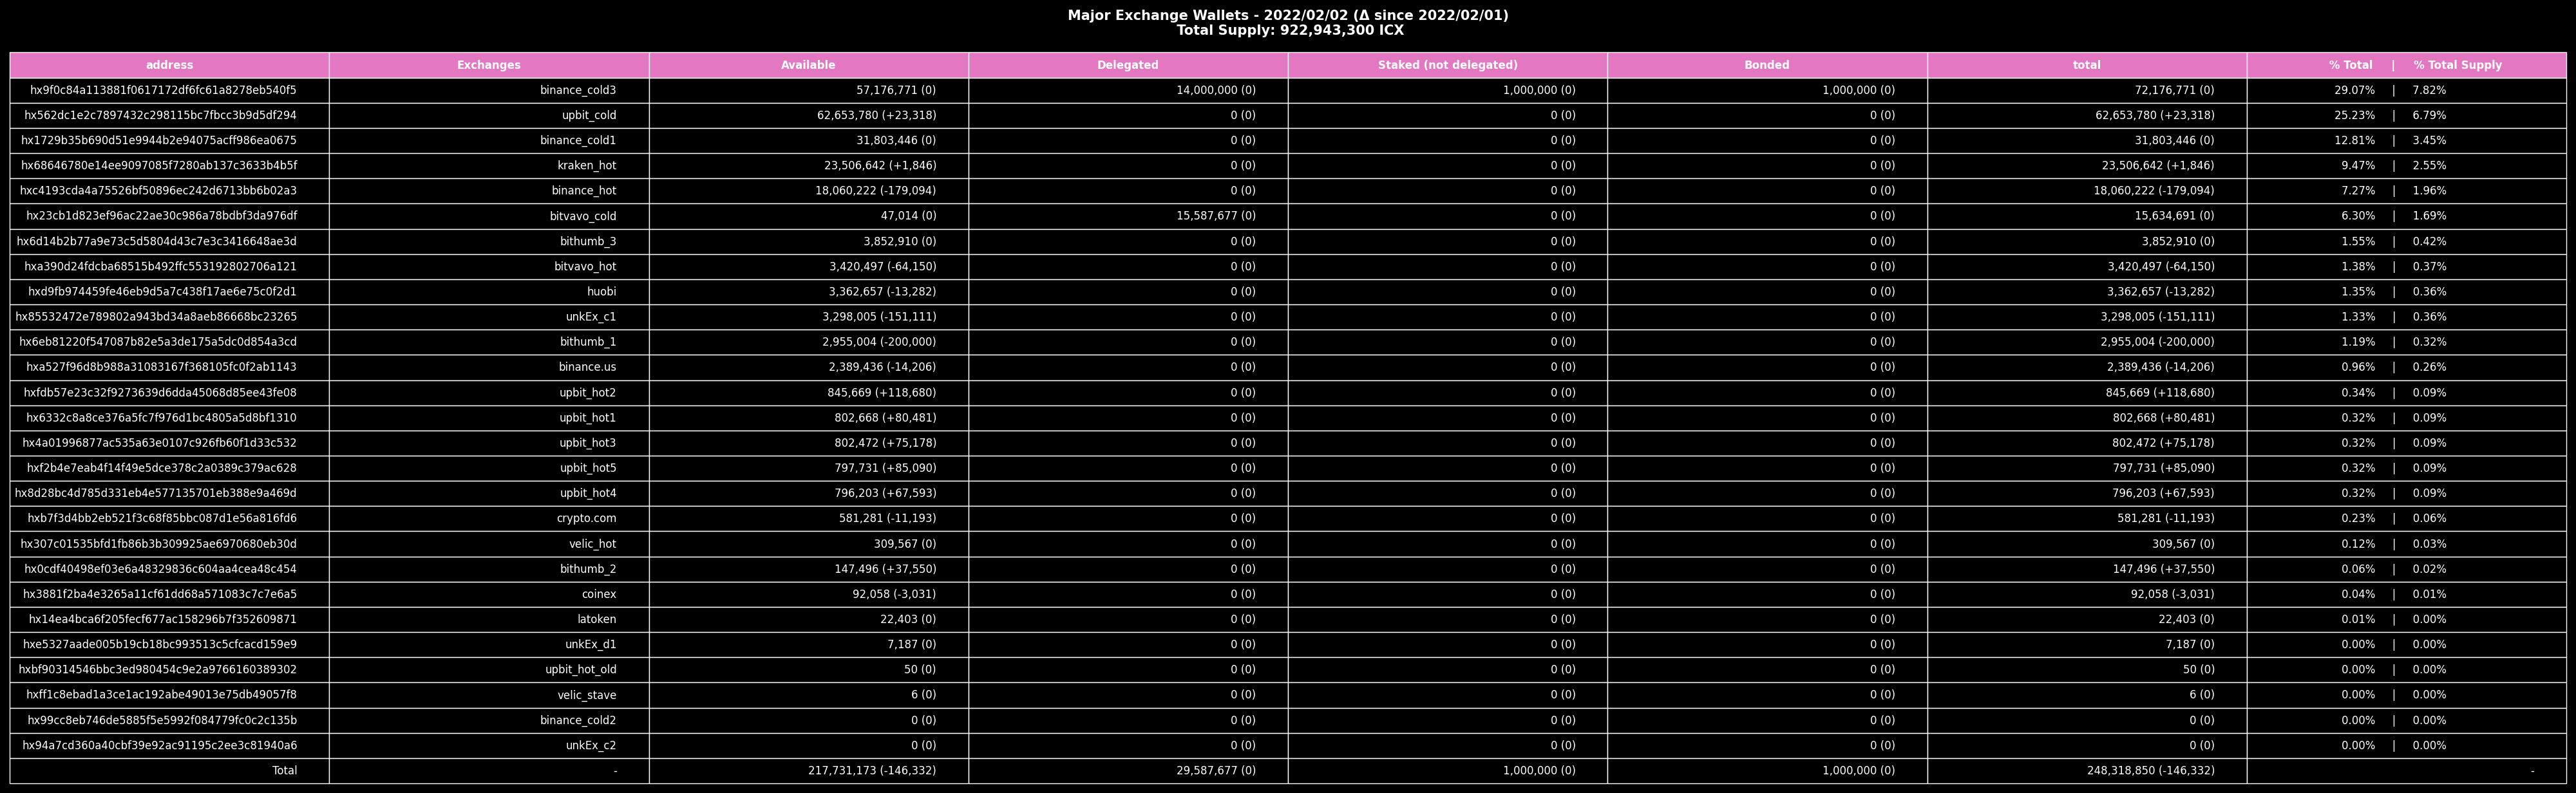 Major Exchange Wallets - 2022/02/02 (Δ since 2022/02/01)
Total Supply: 922,943,300 ICX
address Exchanges Available Delegated Staked (not delegated) Bonded total % Total | % Total Supply
hx9f0c84a113881f0617172df6fc61a8278eb540f5 binance_cold3 57,176,771 (0) 14,000,000 (0) 1,000,000 (0) 1,000,000 (0) 72,176,771 (0) 29.07% | 7.82%
hx562dc1e2c7897432c298115bc7fbcc3b9d5df294 upbit_cold 62,653,780 (+23,318) 0 (0) 0 (0) 0 (0) 62,653,780 (+23,318) 25.23% | 6.79%
hx1729b35b690d51e9944b2e94075acff986ea0675 binance_cold1 31,803,446 (0) 0 (0) 0 (0) 0 (0) 31,803,446 (0) 12.81% | 3.45%
hx68646780e14ee9097085f7280ab137c3633b4b5f kraken_hot 23,506,642 (+1,846) 0 (0) 0 (0) 0 (0) 23,506,642 (+1,846) 9.47% | 2.55%
hxc4193cda4a75526bf50896ec242d6713bb6b02a3 binance_hot 18,060,222 (-179,094) 0 (0) 0 (0) 0 (0) 18,060,222 (-179,094) 7.27% | 1.96%
hx23cb1d823ef96ac22ae30c986a78bdbf3da976df bitvavo_cold 47,014 (0) 15,587,677 (0) 0 (0) 0 (0) 15,634,691 (0) 6.30% | 1.69%
hx6d14b2b77a9e73c5d5804d43c7e3c3416648ae3d bithumb_3 3,852,910 (0) 0 (0) 0 (0) 0 (0) 3,852,910 (0) 1.55% | 0.42%
hxa390d24fdcba68515b492ffc553192802706a121 bitvavo_hot 3,420,497 (-64,150) 0 (0) 0 (0) 0 (0) 3,420,497 (-64,150) 1.38% | 0.37%
hxd9fb974459fe46eb9d5a7c438f17ae6e75c0f2d1 huobi 3,362,657 (-13,282) 0 (0) 0 (0) 0 (0) 3,362,657 (-13,282) 1.35% | 0.36%
hx85532472e789802a943bd34a8aeb86668bc23265 unkEx_c1 3,298,005 (-151,111) 0 (0) 0 (0) 0 (0) 3,298,005 (-151,111) 1.33% | 0.36%
hx6eb81220f547087b82e5a3de175a5dc0d854a3cd bithumb_1 2,955,004 (-200,000) 0 (0) 0 (0) 0 (0) 2,955,004 (-200,000) 1.19% | 0.32%
hxa527f96d8b988a31083167f368105fc0f2ab1143 binance.us 2,389,436 (-14,206) 0 (0) 0 (0) 0 (0) 2,389,436 (-14,206) 0.96% | 0.26%
hxfdb57e23c32f9273639d6dda45068d85ee43fe08 upbit_hot2 845,669 (+118,680) 0 (0) 0 (0) 0 (0) 845,669 (+118,680) 0.34% | 0.09%
hx6332c8a8ce376a5fc7f976d1bc4805a5d8bf1310 upbit_hot1 802,668 (+80,481) 0 (0) 0 (0) 0 (0) 802,668 (+80,481) 0.32% | 0.09%
hx4a01996877ac535a63e0107c926fb60f1d33c532 upbit_hot3 802,472 (+75,178) 0 (0) 0 (0) 0 (0) 802,472 (+75,178) 0.32% | 0.09%
hxf2b4e7eab4f14f49e5dce378c2a0389c379ac628 upbit_hot5 797,731 (+85,090) 0 (0) 0 (0) 0 (0) 797,731 (+85,090) 0.32% | 0.09%
hx8d28bc4d785d331eb4e577135701eb388e9a469d upbit_hot4 796,203 (+67,593) 0 (0) 0 (0) 0 (0) 796,203 (+67,593) 0.32% | 0.09%
hxb7f3d4bb2eb521f3c68f85bbc087d1e56a816fd6 crypto.com 581,281 (-11,193) 0 (0) 0 (0) 0 (0) 581,281 (-11,193) 0.23% | 0.06%
hx307c01535bfd1fb86b3b309925ae6970680eb30d velic_hot 309,567 (0) 0 (0) 0 (0) 0 (0) 309,567 (0) 0.12% | 0.03%
hx0cdf40498ef03e6a48329836c604aa4cea48c454 bithumb_2 147,496 (+37,550) 0 (0) 0 (0) 0 (0) 147,496 (+37,550) 0.06% | 0.02%
hx3881f2ba4e3265a11cf61dd68a571083c7c7e6a5 coinex 92,058 (-3,031) 0 (0) 0 (0) 0 (0) 92,058 (-3,031) 0.04% | 0.01%
hx14ea4bca6f205fecf677ac158296b7f352609871 latoken 22,403 (0) 0 (0) 0 (0) 0 (0) 22,403 (0) 0.01% | 0.00%
hxe5327aade005b19cb18bc993513c5cfcacd159e9 unkEx_d1 7,187 (0) 0 (0) 0 (0) 0 (0) 7,187 (0) 0.00% | 0.00%
hxbf90314546bbc3ed980454c9e2a9766160389302 upbit_hot_old 50 (0) 0 (0) 0 (0) 0 (0) 50 (0) 0.00% | 0.00%
hxff1c8ebad1a3ce1ac192abe49013e75db49057f8 velic_stave 6 (0) 0 (0) 0 (0) 0 (0) 6 (0) 0.00% | 0.00%
hx99cc8eb746de5885f5e5992f084779fc0c2c135b binance_cold2 0 (0) 0 (0) 0 (0) 0 (0) 0 (0) 0.00% | 0.00%
hx94a7cd360a40cbf39e92ac91195c2ee3c81940a6 unkEx_c2 0 (0) 0 (0) 0 (0) 0 (0) 0 (0) 0.00% | 0.00%
Total - 217,731,173 (-146,332) 29,587,677 (0) 1,000,000 (0) 1,000,000 (0) 248,318,850 (-146,332) -